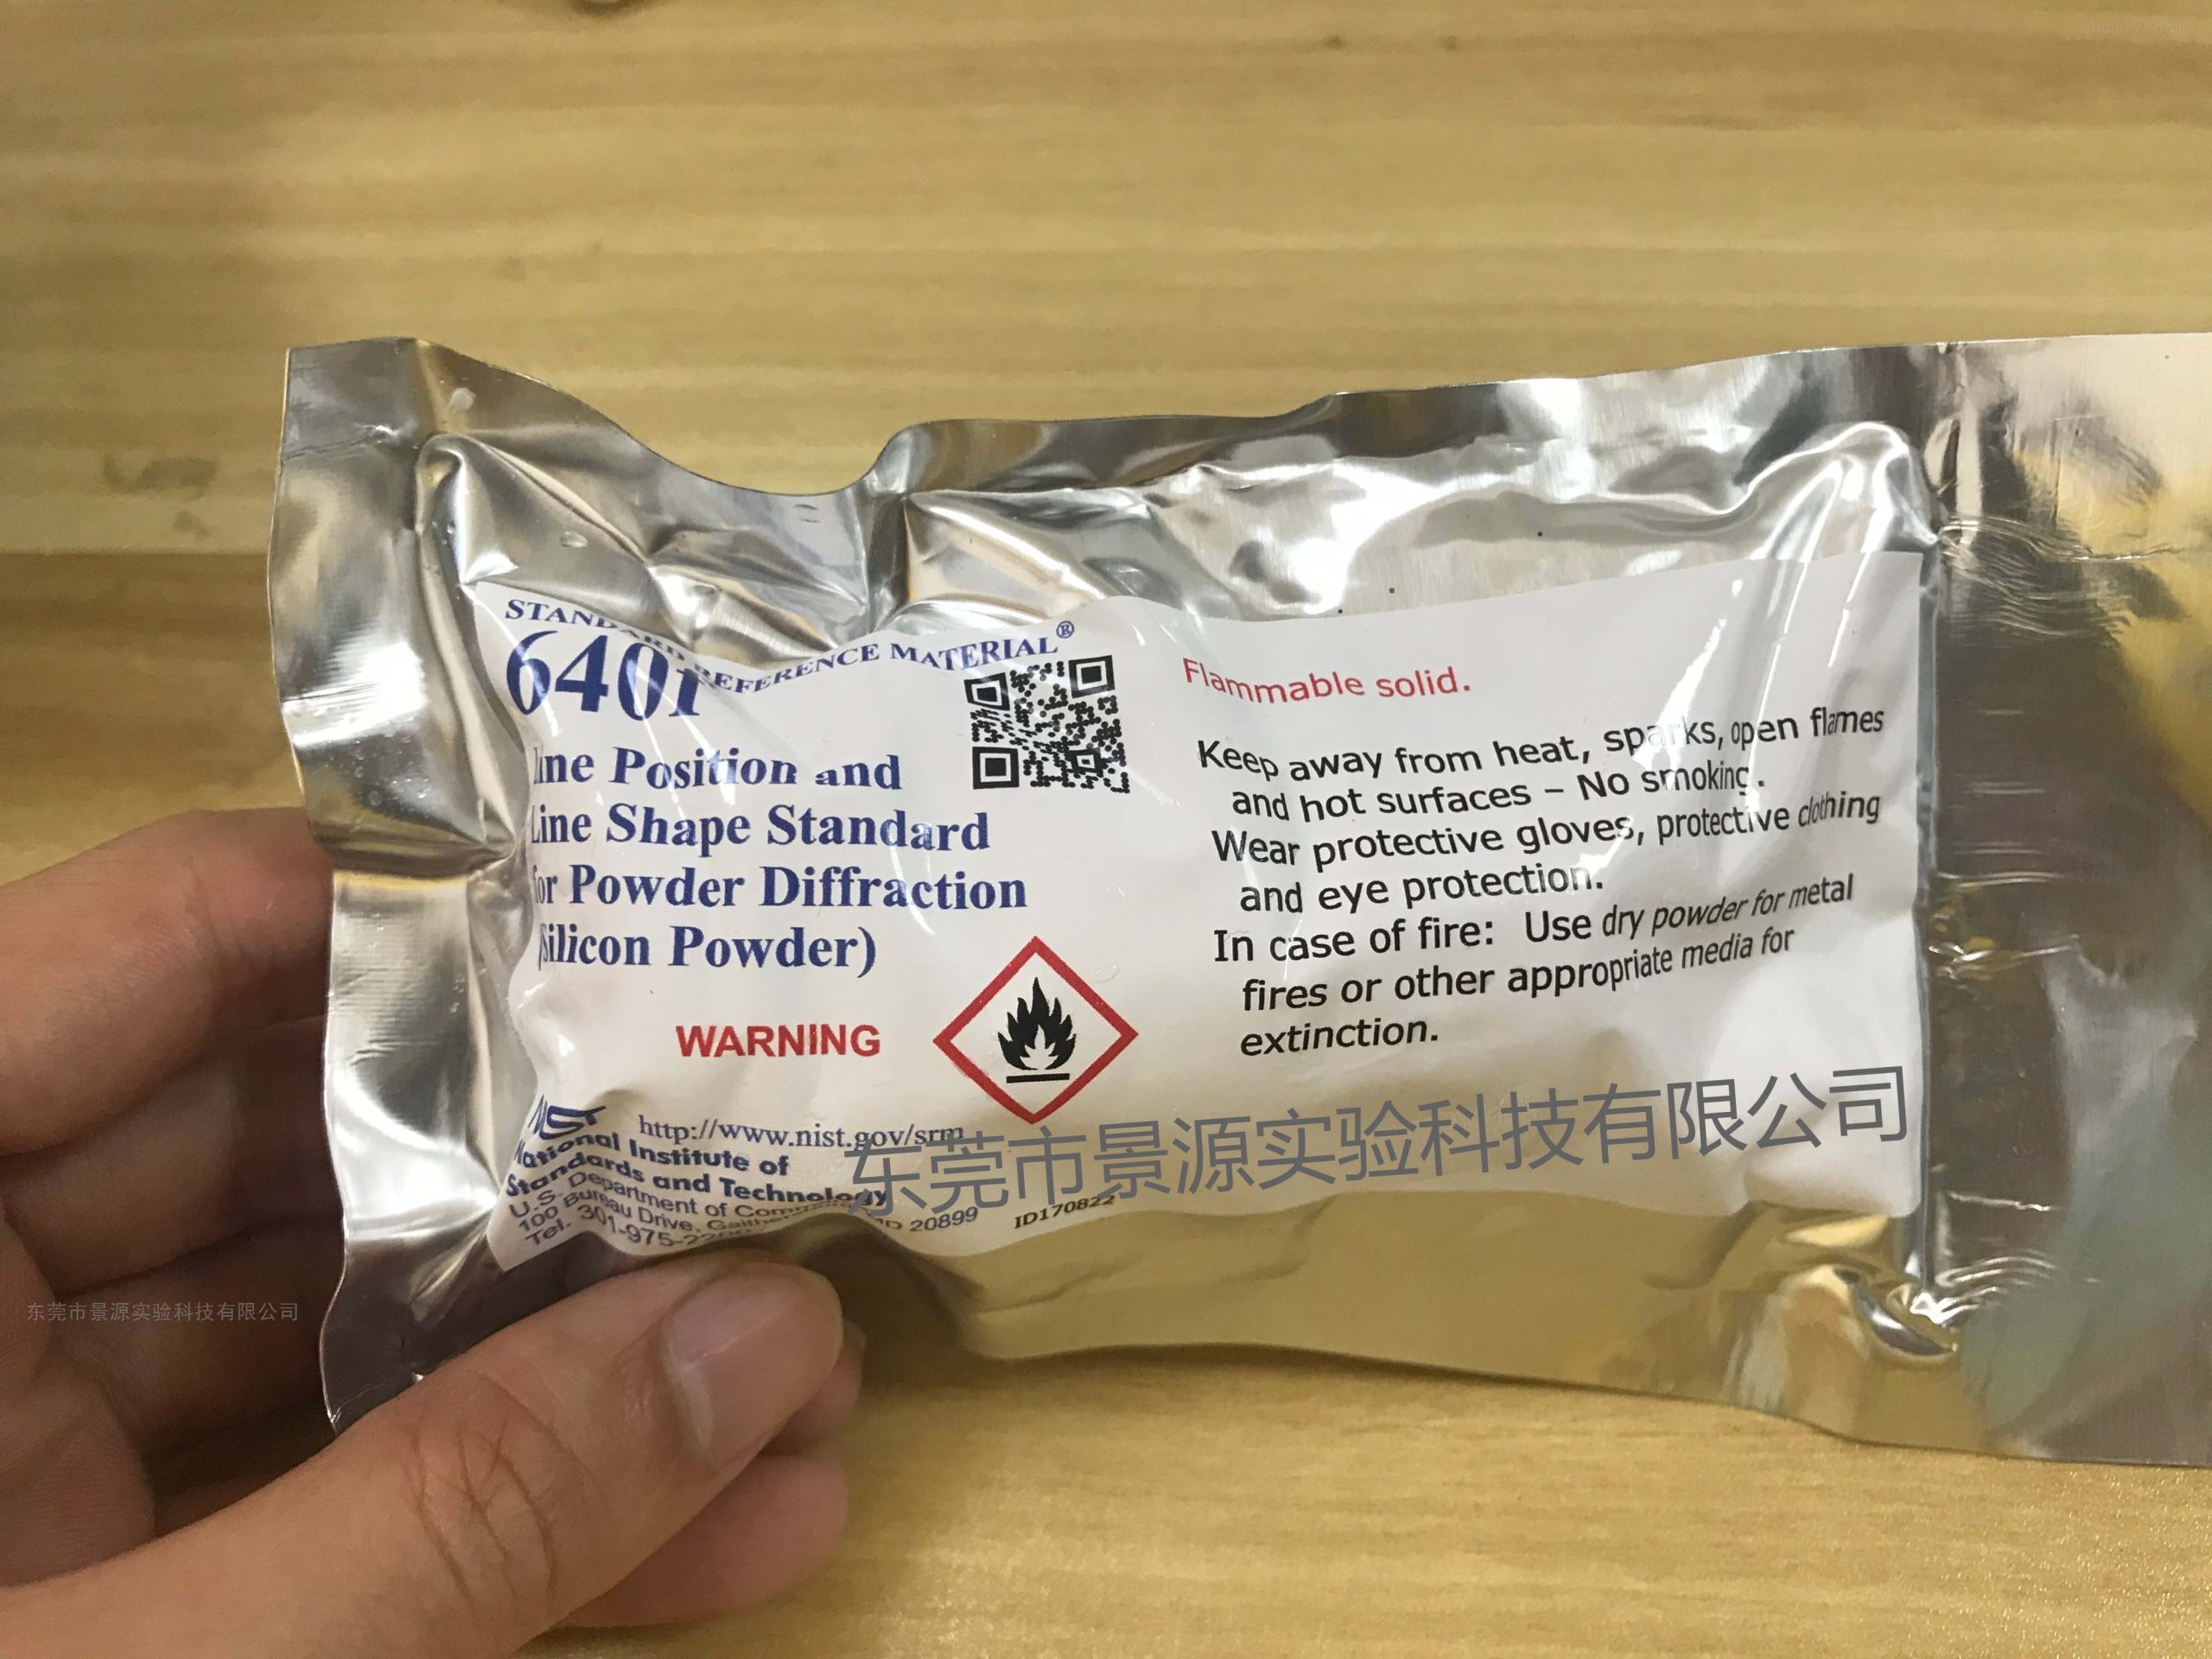 STANDARD REFERENCE MATERIAL®
640f
Line Position and
Line Shape Standard
for Powder Diffraction
(Silicon Powder)
WARNING
NIST
http://www.nist.gov/srm
National Institute of
Standards and Technology
U.S. Department of
100 Bureau Drive, 20899
Tel. 301-975-
ID170822
Flammable solid.
Keep away from heat, sparks, open flames
and hot surfaces – No smoking.
Wear protective gloves, protective clothing
and eye protection.
In case of fire: Use dry powder for metal
fires or other appropriate media for
extinction.
东莞市景源实验科技有限公司
东莞市景源实验科技有限公司